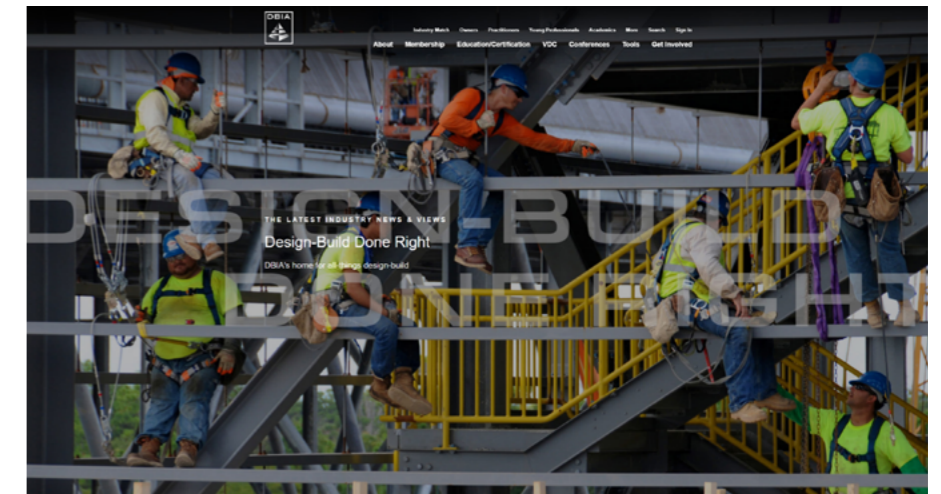 DBIA
Industry Match Owners Practitioners Young Professionals Academics More Search Sign In
About Membership Education/Certification VDC Conferences Tools Get Involved
DESIGN-BUILD
THE LATEST INDUSTRY NEWS & VIEWS
Design-Build Done Right
DBIA's home for all things design-build
DONE RIGHT